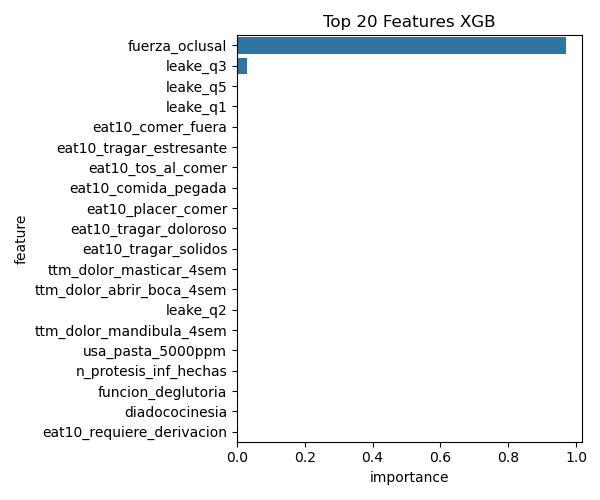 Top 20 Features XGB
feature
fuerza_oclusal
leake_q3
leake_q5
leake_q1
eat10_comer_fuera
eat10_tragar_estresante
eat10_tos_al_comer
eat10_comida_pegada
eat10_placer_comer
eat10_tragar_doloroso
eat10_tragar_solidos
ttm_dolor_masticar_4sem
ttm_dolor_abrir_boca_4sem
leake_q2
ttm_dolor_mandibula_4sem
usa_pasta_5000ppm
n_protesis_inf_hechas
funcion_deglutoria
diadococinesia
eat10_requiere_derivacion
0.0 0.2 0.4 0.6 0.8 1.0
importance